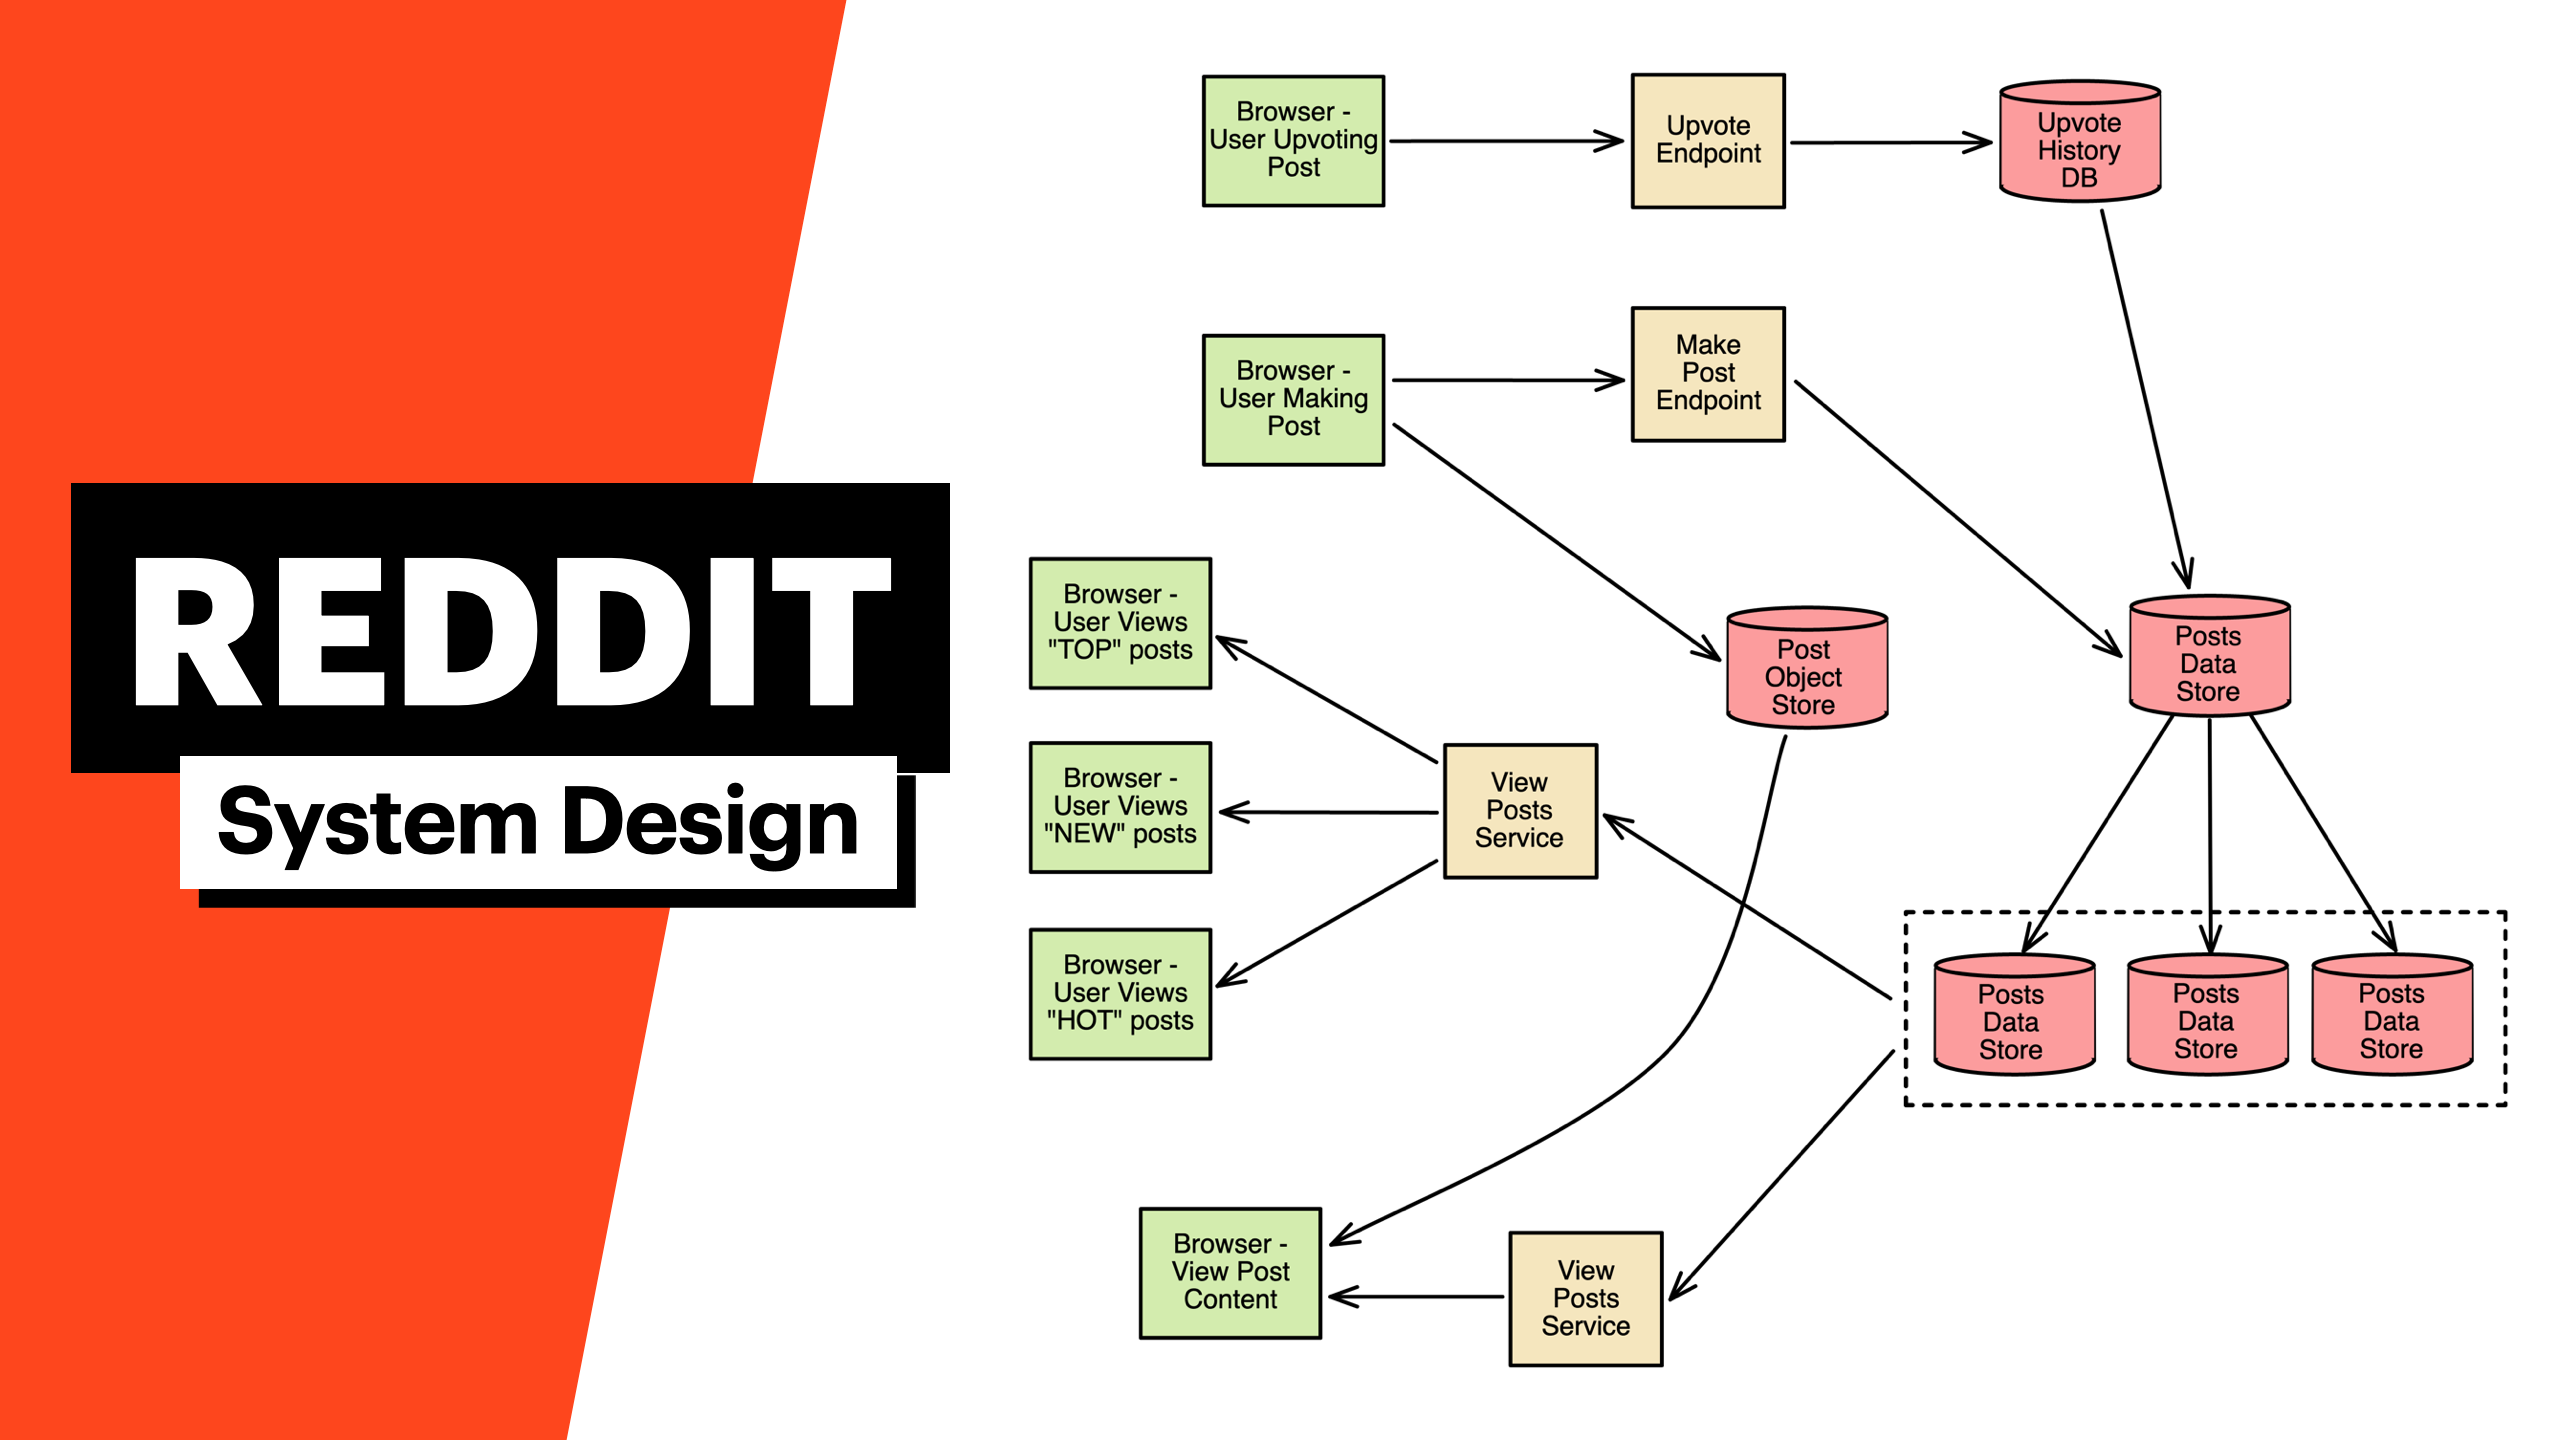 REDDIT
System Design
Browser -
User Upvoting
Post
Upvote
Endpoint
Upvote
History
DB
Browser -
User Making
Post
Make
Post
Endpoint
Browser -
User Views
"TOP" posts
Post
Object
Store
Posts
Data
Store
Browser -
User Views
"NEW" posts
View
Posts
Service
Browser -
User Views
"HOT" posts
Posts
Data
Store
Posts
Data
Store
Posts
Data
Store
Browser -
View Post
Content
View
Posts
Service